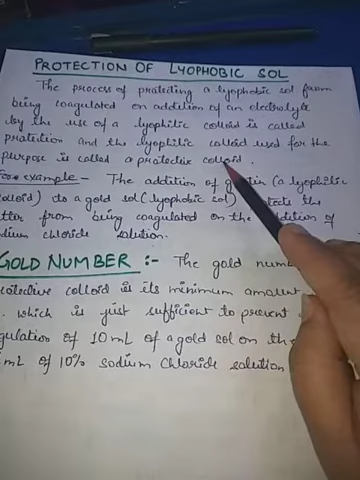 PROTECTION OF LYOPHOBIC SOL
The process of protecting a lyophobic sol from
being coagulated on addition of an electrolyte
by the use of a lyophilic colloid is called
protection and the lyophilic colloid used for the
purpose is called a protective colloid.
For example - The addition of (a lyophilic
colloid) to a gold sol (lyophobic sol) the
from being coagulated on the addition of
chloride solution.
GOLD NUMBER :- The gold
colloid is its minimum amount
which is just sufficient to prevent
of 10 mL of a gold sol on
mL of 10% sodium chloride solution